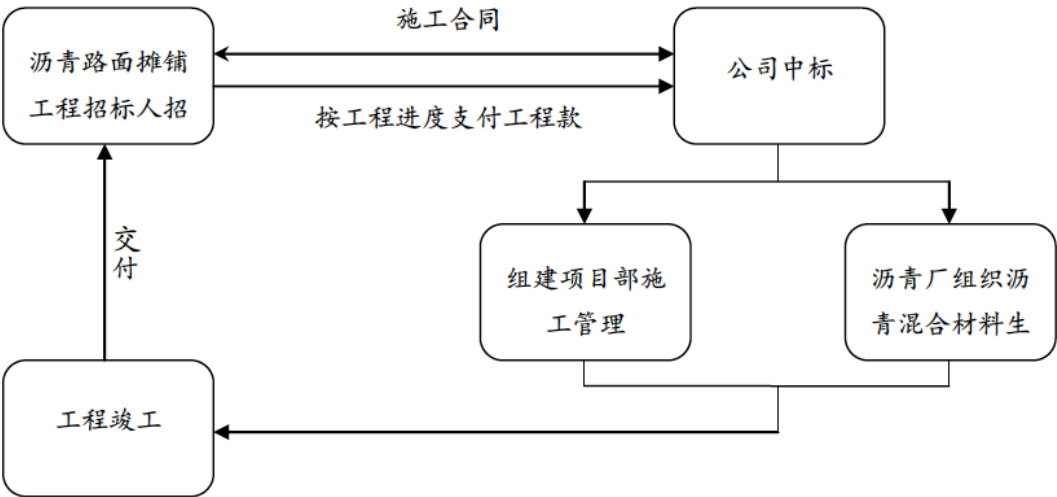 施工合同
沥青路面摊铺
工程招标人招
公司中标
按工程进度支付工程款
交
付
组建项目部施
工管理
沥青厂组织沥
青混合材料生
工程竣工